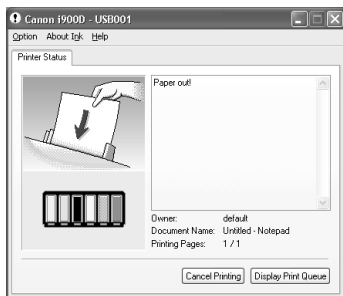 Canon i900D - USB001
Option About Ink Help
Printer Status
Paper out!
Owner: default
Document Name: Untitled - Notepad
Printing Pages: 1 / 1
Cancel Printing Display Print Queue